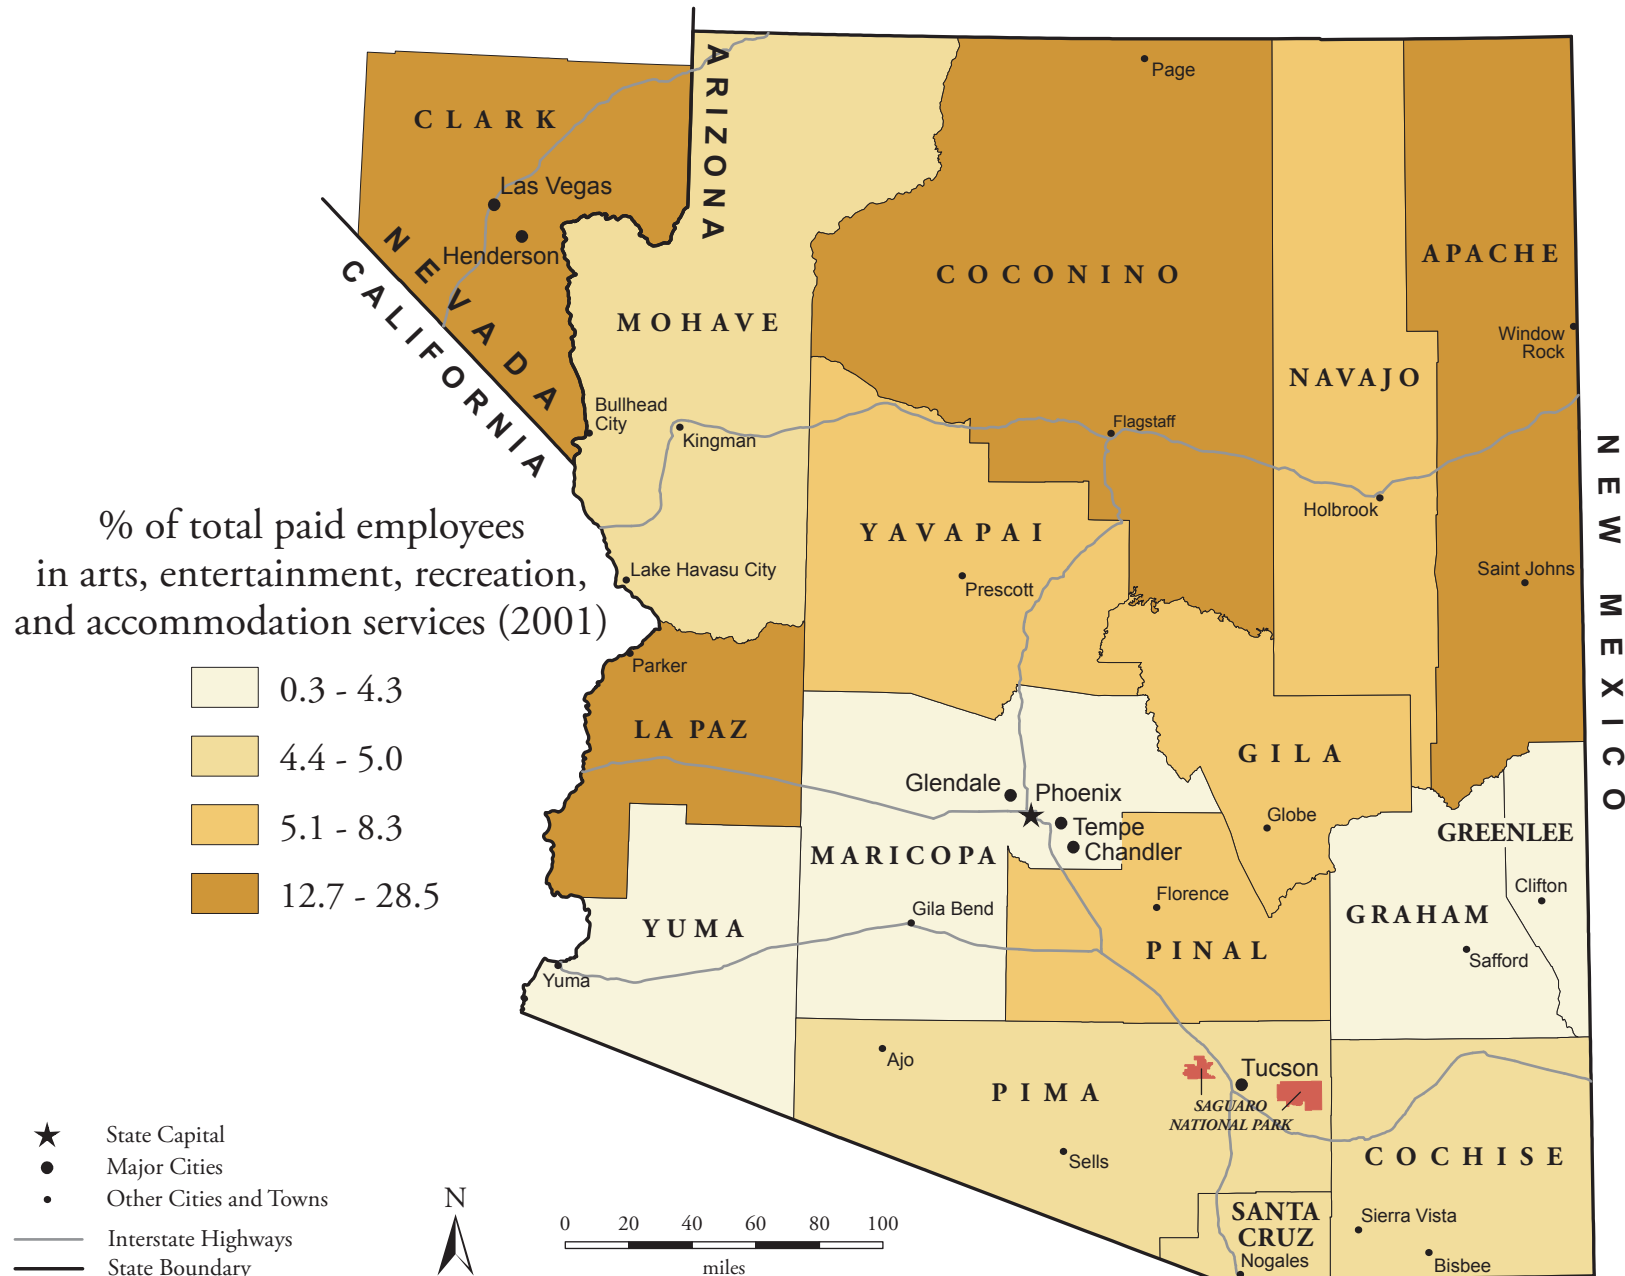 ARIZONA
Page
CLARK
Las Vegas
Henderson
NEVADA
CALIFORNIA
APACHE
COCONINO
MOHAVE
Window
Rock
NAVAJO
Bullhead
City
Kingman
Flagstaff
NEW MEXICO
Holbrook
YAVAPAI
% of total paid employees
in arts, entertainment, recreation,
and accommodation services (2001)
0.3 - 4.3
4.4 - 5.0
5.1 - 8.3
12.7 - 28.5
Lake Havasu City
Prescott
Saint Johns
Parker
LA PAZ
GILA
Glendale
Phoenix
Tempe
Chandler
Globe
GREENLEE
MARICOPA
Clifton
Florence
Gila Bend
GRAHAM
YUMA
PINAL
Safford
Yuma
Ajo
Tucson
PIMA
SAGUARO
NATIONAL PARK
Sells
COCHISE
SANTA
CRUZ
Nogales
Sierra Vista
Bisbee
State Capital
Major Cities
Other Cities and Towns
Interstate Highways
State Boundary
N
0 20 40 60 80 100
miles